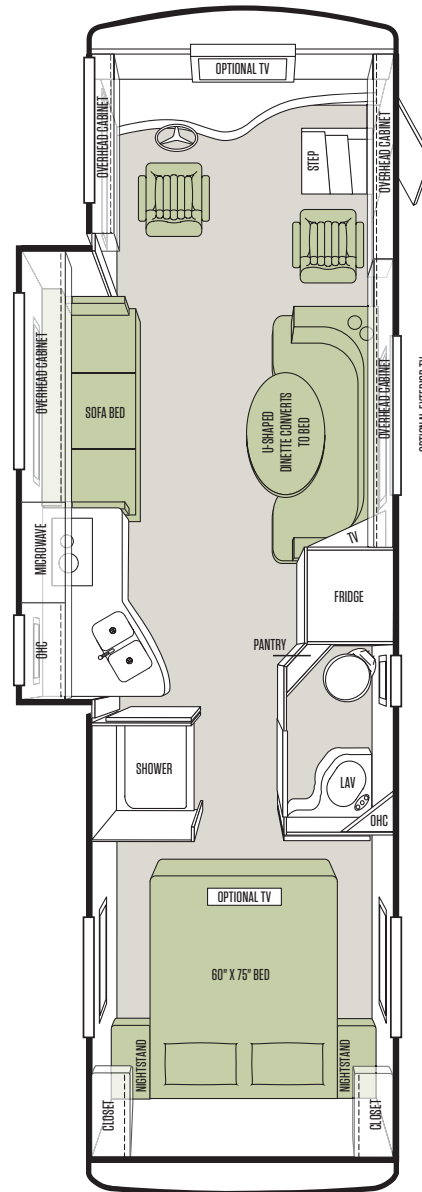 OPTIONAL TV
OVERHEAD CABINET
OVERHEAD CABINET
STEP
OVERHEAD CABINET
SOFA BED
U-SHAPED
DINETTE CONVERTS
TO BED
OVERHEAD CABINET
TV
MICROWAVE
FRIDGE
OHC
PANTRY
SHOWER
LAV
OHC
OPTIONAL TV
60" X 75" BED
NIGHTSTAND
NIGHTSTAND
CLOSET
CLOSET